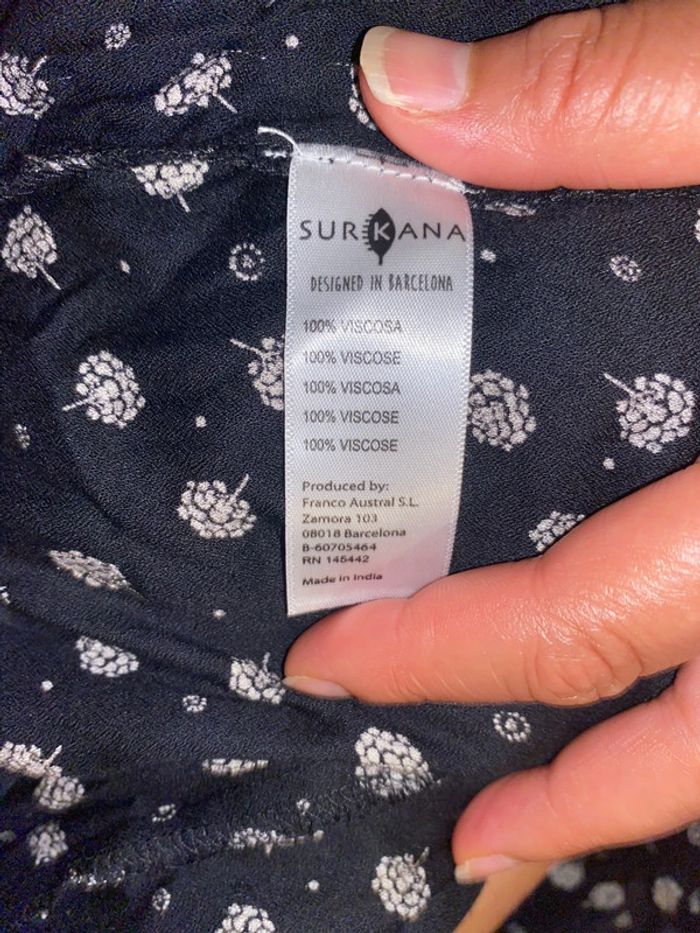 SURKANA
DESIGNED IN BARCELONA
100% VISCOSA
100% VISCOSE
100% VISCOSA
100% VISCOSE
100% VISCOSE
Produced by:
Franco Austral S.L.
Zamora 103
08018 Barcelona
B-60705464
RN 145442
Made in India